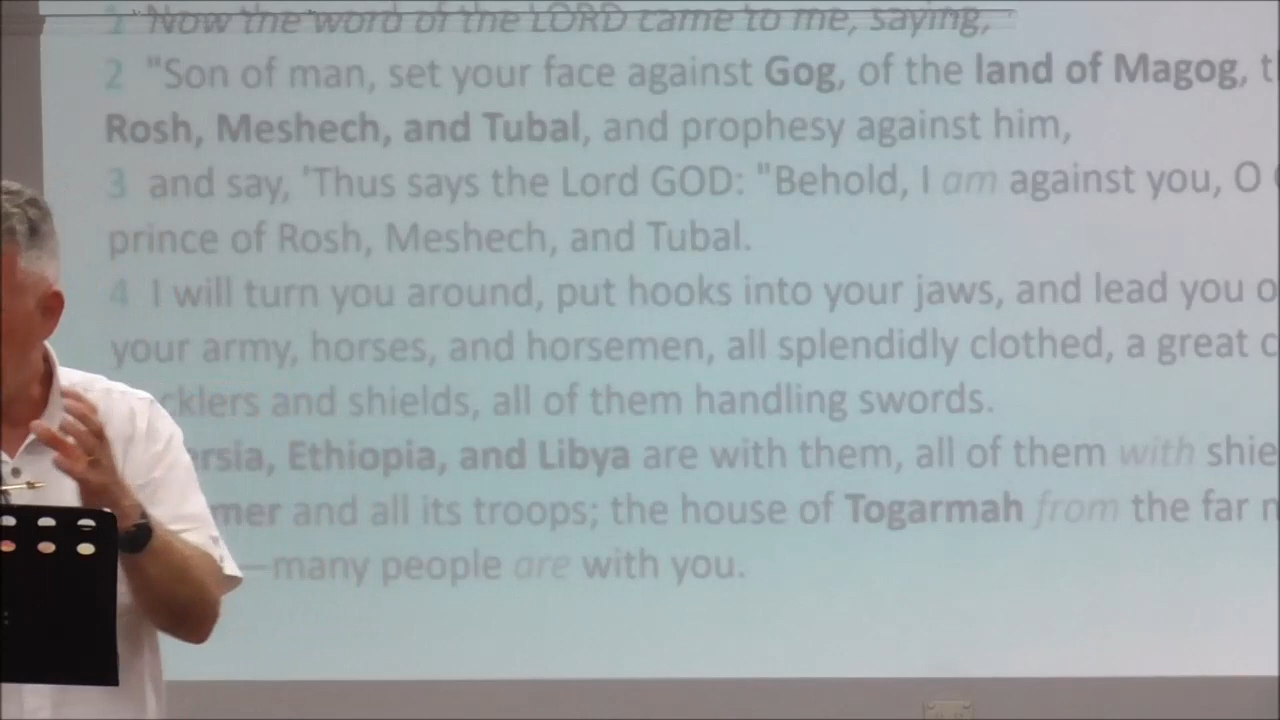 1 Now the word of the LORD came to me, saying,
2 "Son of man, set your face against Gog, of the land of Magog, t
Rosh, Meshech, and Tubal, and prophesy against him,
3 and say, 'Thus says the Lord GOD: "Behold, I am against you, O
prince of Rosh, Meshech, and Tubal.
4 I will turn you around, put hooks into your jaws, and lead you o
your army, horses, and horsemen, all splendidly clothed, a great c
cklers and shields, all of them handling swords.
ersia, Ethiopia, and Libya are with them, all of them with shie
mer and all its troops; the house of Togarmah from the far n
—many people are with you.